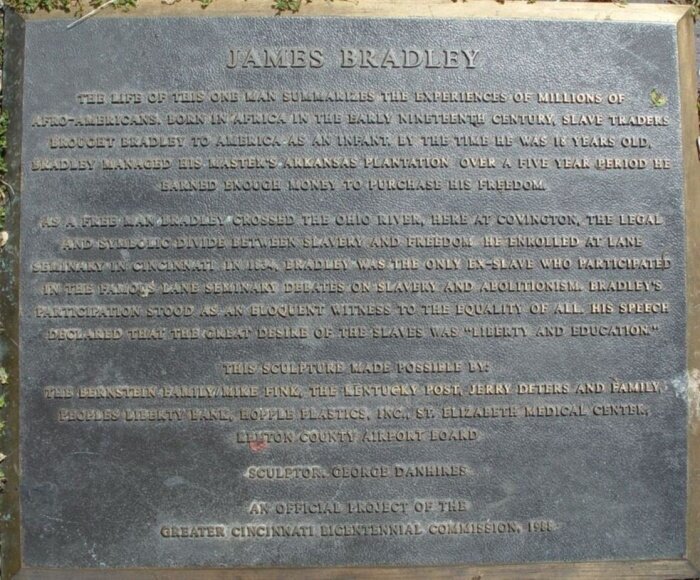 JAMES BRADLEY
THE LIFE OF THIS ONE MAN SUMMARIZES THE EXPERIENCES OF MILLIONS OF
AFRO-AMERICANS. BORN IN AFRICA IN THE EARLY NINETEENTH CENTURY, SLAVE TRADERS
BROUGHT BRADLEY TO AMERICA AS AN INFANT. BY THE TIME HE WAS 18 YEARS OLD,
BRADLEY MANAGED HIS MASTER'S ARKANSAS PLANTATION OVER A FIVE YEAR PERIOD HE
EARNED ENOUGH MONEY TO PURCHASE HIS FREEDOM.
AS A FREE MAN BRADLEY CROSSED THE OHIO RIVER, HERE AT COVINGTON, THE LEGAL
AND SYMBOLIC DIVIDE BETWEEN SLAVERY AND FREEDOM. HE ENROLLED AT LANE
SEMINARY IN CINCINNATI. IN 1834, BRADLEY WAS THE ONLY EX-SLAVE WHO PARTICIPATED
IN THE FAMOUS LANE SEMINARY DEBATES ON SLAVERY AND ABOLITIONISM. BRADLEY'S
PARTICIPATION STOOD AS AN ELOQUENT WITNESS TO THE EQUALITY OF ALL. HIS SPEECH
DECLARED THAT THE GREAT DESIRE OF THE SLAVES WAS "LIBERTY AND EDUCATION."
THIS SCULPTURE MADE POSSIBLE BY:
THE BERNSTEIN FAMILY/MIKE FINK, THE KENTUCKY POST, JERRY DETERS AND FAMILY,
PEOPLES LIBERTY BANK, HOPPLE PLASTICS, INC., ST. ELIZABETH MEDICAL CENTER,
KENTON COUNTY AIRPORT BOARD
SCULPTOR: GEORGE DANHIRES
AN OFFICIAL PROJECT OF THE
GREATER CINCINNATI BICENTENNIAL COMMISSION, 1988